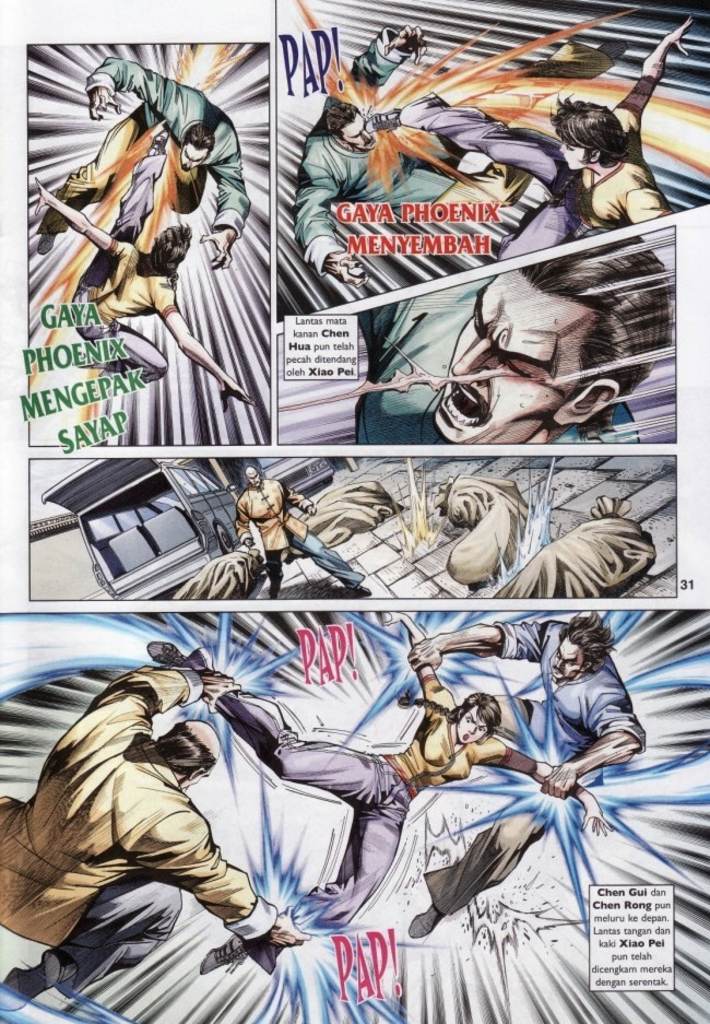 GAYA
PHOENIX
MENGEPAK
SAYAP
PAP!
GAYA PHOENIX
MENYEMBAH
Lantas mata
kanan Chen
Hua pun telah
pecah ditendang
oleh Xiao Pei.
31
PAP!
PAP!
Chen Gui dan
Chen Rong pun
meluru ke depan.
Lantas tangan dan
kaki Xiao Pei
pun telah
dicengkam mereka
dengan serentak.